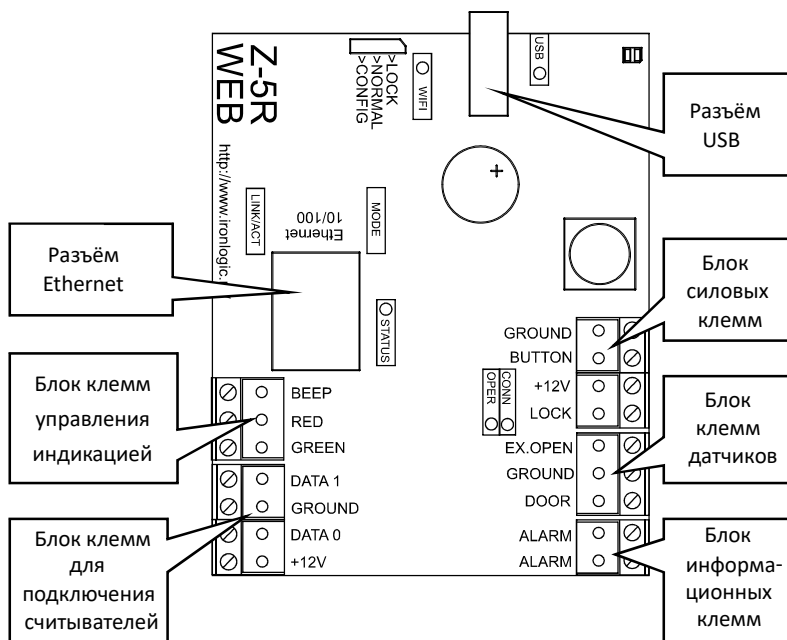 Z-5R
WEB
http://www.ironlogic.
>LOCK
>NORMAL
>CONFIG
WIFI
USB
Разъём
USB
LINK/ACT
Ethernet
10/100
MODE
STATUS
Разъём
Ethernet
Блок
силовых
клемм
GROUND
BUTTON
+12V
LOCK
CONN
OPER
Блок клемм
управления
индикацией
BEEP
RED
GREEN
EX.OPEN
GROUND
DOOR
Блок
клемм
датчиков
DATA 1
GROUND
DATA 0
+12V
ALARM
ALARM
Блок клемм
для
подключения
считывателей
Блок
информа-
ционных
клемм